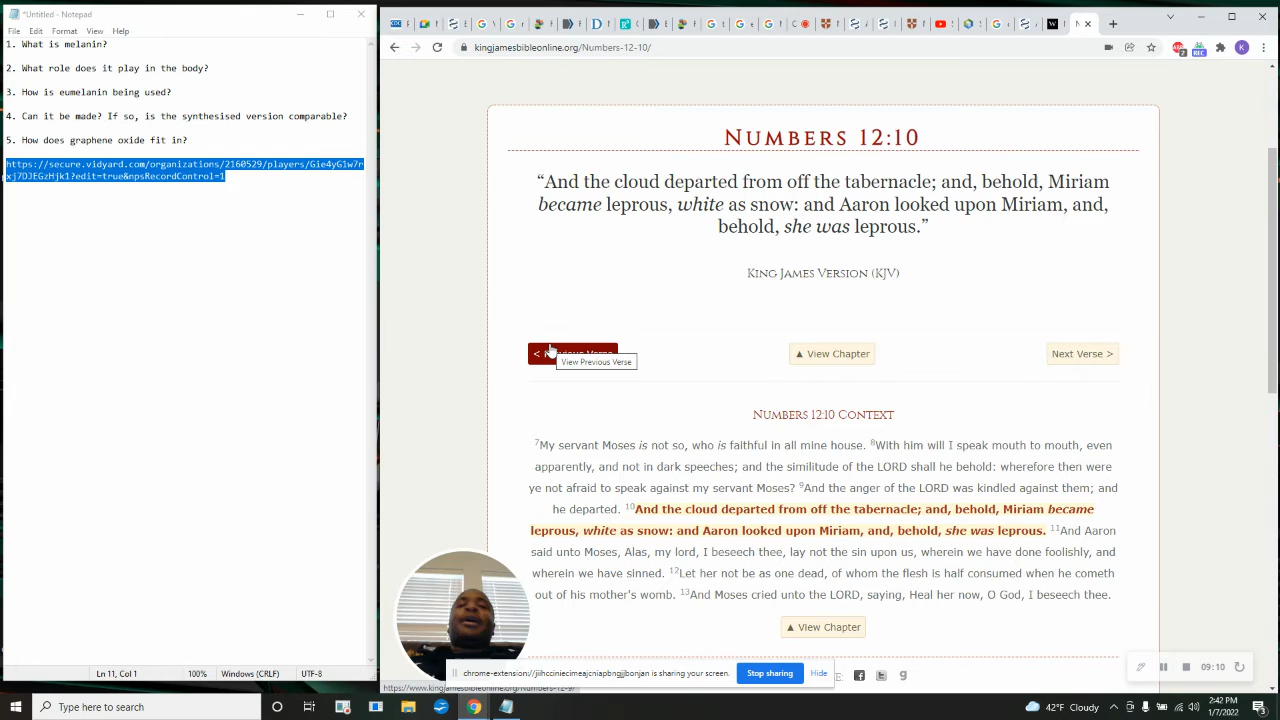 *Untitled - Notepad
File Edit Format View Help
1. What is melanin?
2. What role does it play in the body?
3. How is eumelanin being used?
4. Can it be made? If so, is the synthesised version comparable?
5. How does graphene oxide fit in?
https://secure.vidyard.com/organizations/2160529/players/Gie4yG1w7r
xj7DJEGzHjk1?edit=true&npsRecordControl=1
Ln 11, Col 1 100% Windows (CRLF) UTF-8
kingjamesbibleonline.org/Numbers-12-10/
Numbers 12:10
“And the cloud departed from off the tabernacle; and, behold, Miriam
became leprous, white as snow: and Aaron looked upon Miriam, and,
behold, she was leprous.”
King James Version (KJV)
< Previous Verse ▲ View Chapter Next Verse >
View Previous Verse
Numbers 12:10 Context
7My servant Moses is not so, who is faithful in all mine house. 8With him will I speak mouth to mouth, even
apparently, and not in dark speeches; and the similitude of the LORD shall he behold: wherefore then were
ye not afraid to speak against my servant Moses? 9And the anger of the LORD was kindled against them; and
he departed. 10And the cloud departed from off the tabernacle; and, behold, Miriam became
leprous, white as snow: and Aaron looked upon Miriam, and, behold, she was leprous. 11And Aaron
said unto Moses, Alas, my lord, I beseech thee, lay not the sin upon us, wherein we have done foolishly, and
wherein we have sinned. 12Let her not be as one dead, of whom the flesh is half consumed when he cometh
out of his mother's womb. 13And Moses cried unto the LORD, saying, Heal her now, O God, I beseech
▲ View Chapter
chrome-extension://jiihcciniecimeajcniapbngjjbonjan is sharing your screen. Stop sharing Hide
09:10
https://www.kingjamesbibleonline.org/Numbers-12-9/
Type here to search
42°F Cloudy
2:42 PM
1/7/2022